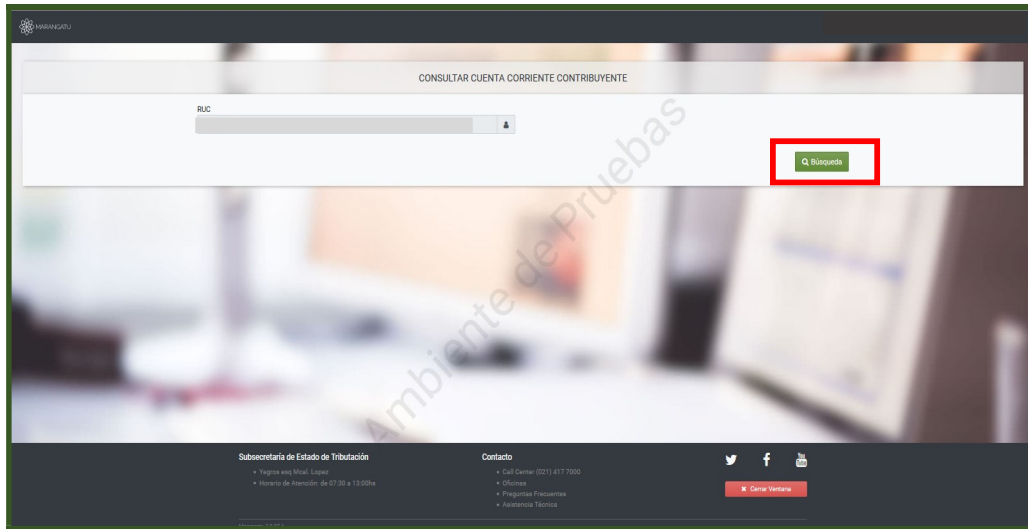 MARANGATU
CONSULTAR CUENTA CORRIENTE CONTRIBUYENTE
RUC
Búsqueda
Ambiente de Pruebas
Subsecretaría de Estado de Tributación
Yegros esq Mcal. Lopez
Horario de Atención: de 07:30 a 13:00hs
Contacto
Call Center (021) 417 7000
Oficinas
Preguntas Frecuentes
Asistencia Técnica
Cerrar Ventana